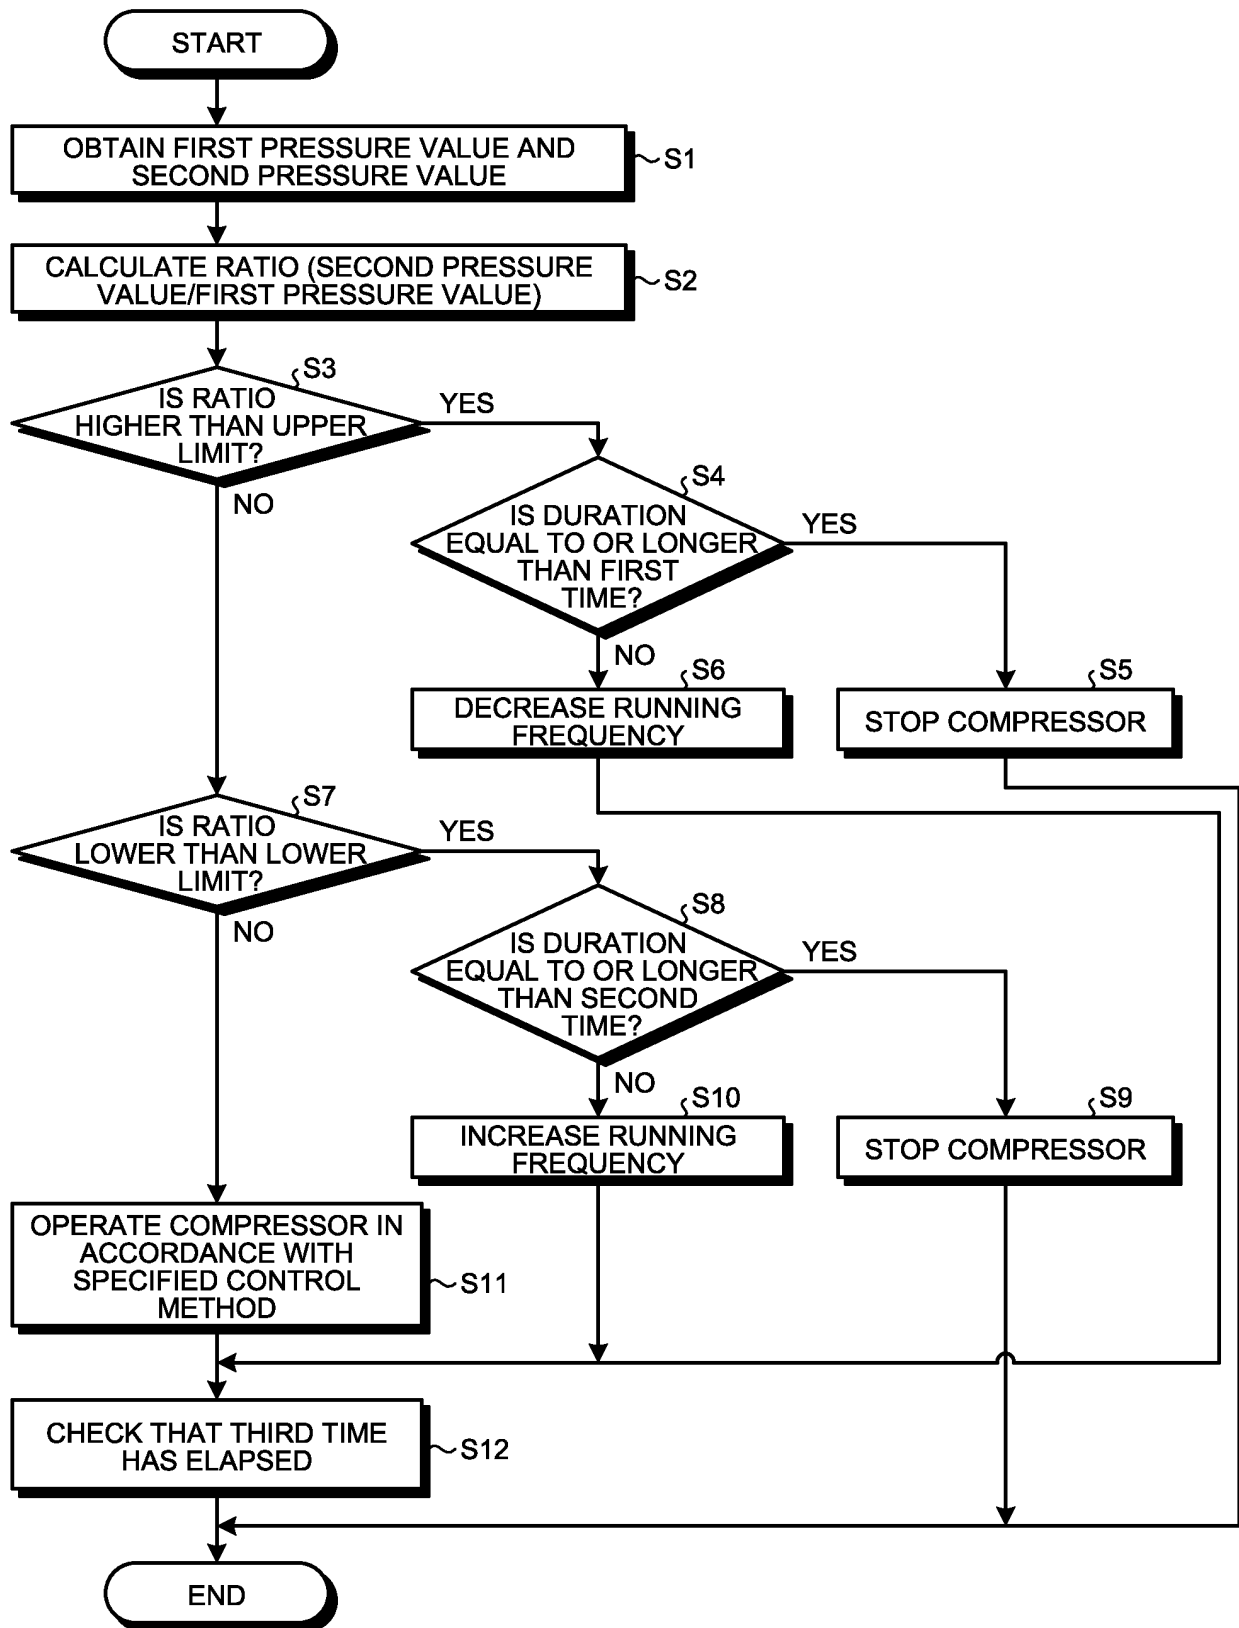 START
OBTAIN FIRST PRESSURE VALUE AND
SECOND PRESSURE VALUE
S1
CALCULATE RATIO (SECOND PRESSURE
VALUE/FIRST PRESSURE VALUE)
S2
S3
IS RATIO
HIGHER THAN UPPER
LIMIT?
YES
NO
S4
IS DURATION
EQUAL TO OR LONGER
THAN FIRST
TIME?
YES
NO
S6
DECREASE RUNNING
FREQUENCY
S5
STOP COMPRESSOR
S7
IS RATIO
LOWER THAN LOWER
LIMIT?
YES
NO
S8
IS DURATION
EQUAL TO OR LONGER
THAN SECOND
TIME?
YES
NO
S10
INCREASE RUNNING
FREQUENCY
S9
STOP COMPRESSOR
OPERATE COMPRESSOR IN
ACCORDANCE WITH
SPECIFIED CONTROL
METHOD
S11
CHECK THAT THIRD TIME
HAS ELAPSED
S12
END